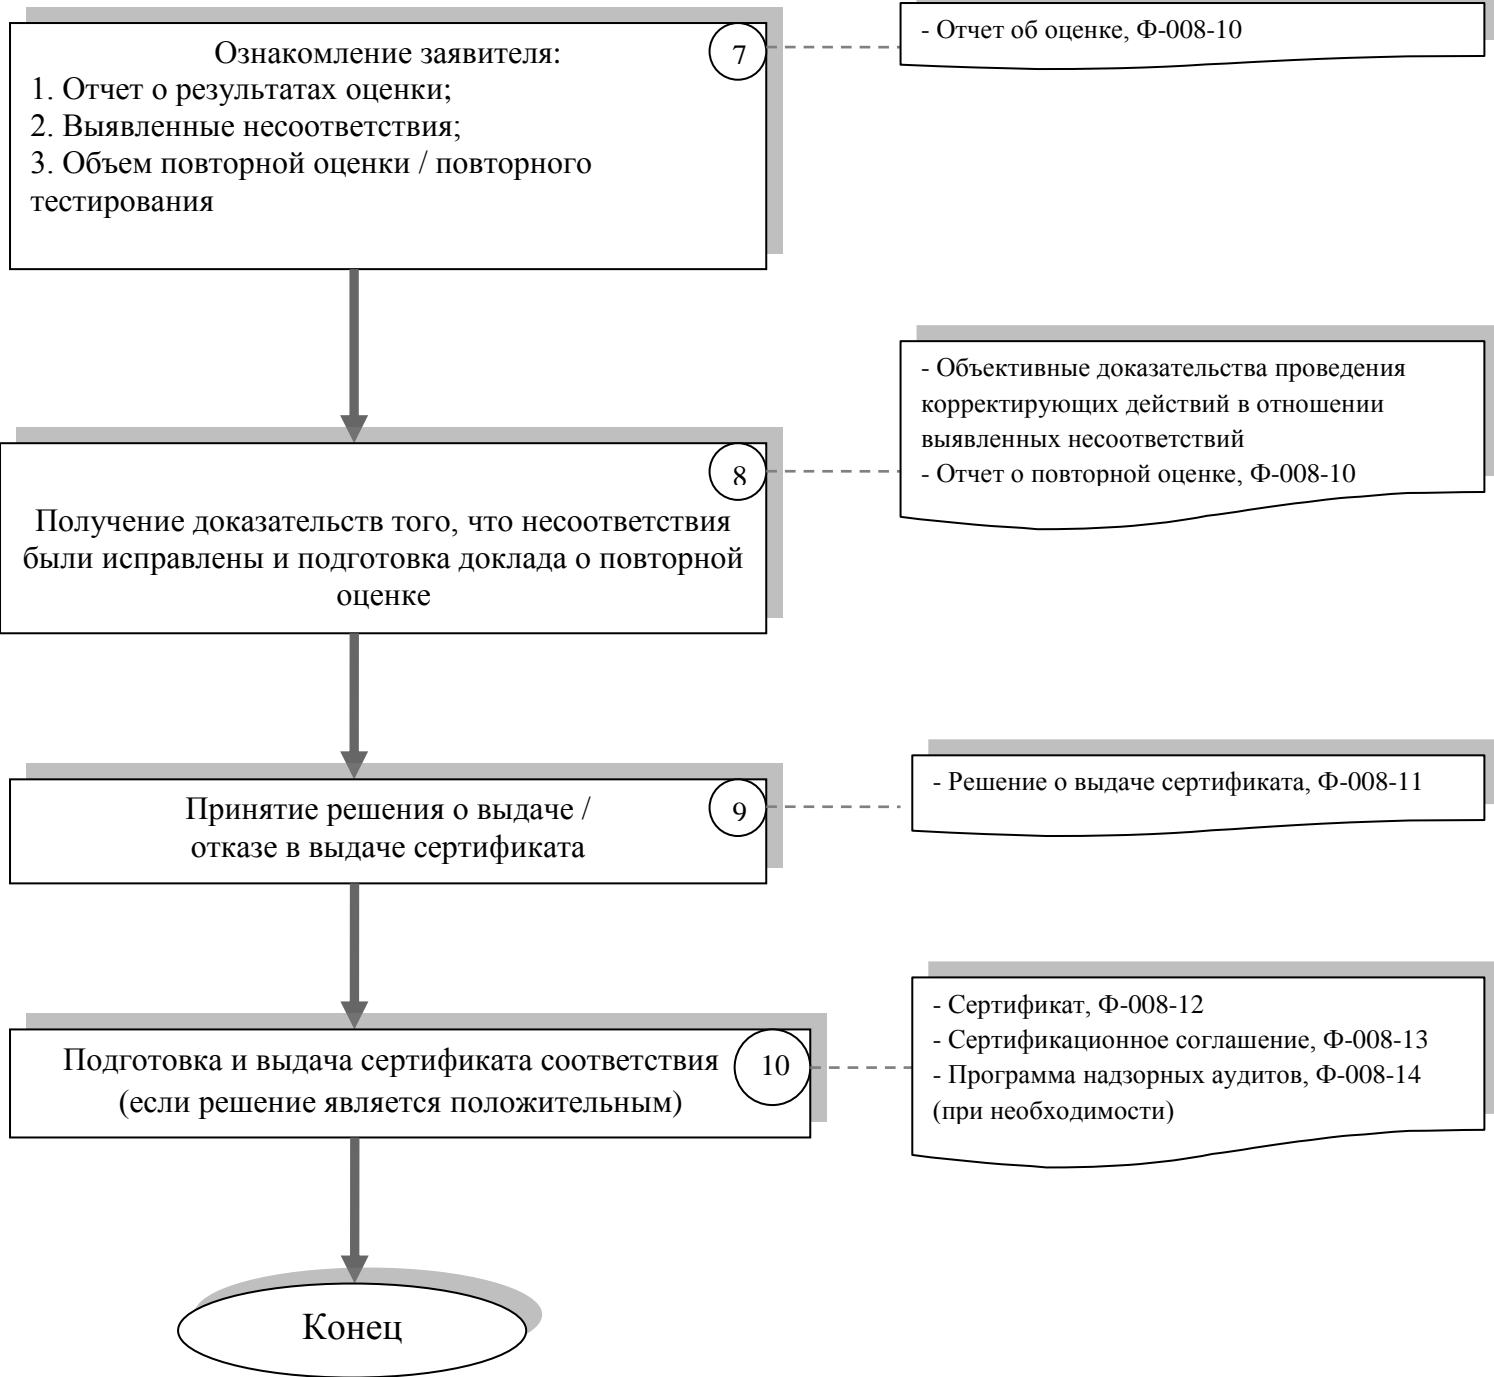 Ознакомление заявителя:
7
1. Отчет о результатах оценки;
2. Выявленные несоответствия;
3. Объем повторной оценки / повторного
тестирования
- Отчет об оценке, Ф-008-10
8
Получение доказательств того, что несоответствия
были исправлены и подготовка доклада о повторной
оценке
- Объективные доказательства проведения
корректирующих действий в отношении
выявленных несоответствий
- Отчет о повторной оценке, Ф-008-10
Принятие решения о выдаче /
отказе в выдаче сертификата
9
- Решение о выдаче сертификата, Ф-008-11
Подготовка и выдача сертификата соответствия
(если решение является положительным)
10
- Сертификат, Ф-008-12
- Сертификационное соглашение, Ф-008-13
- Программа надзорных аудитов, Ф-008-14
(при необходимости)
Конец